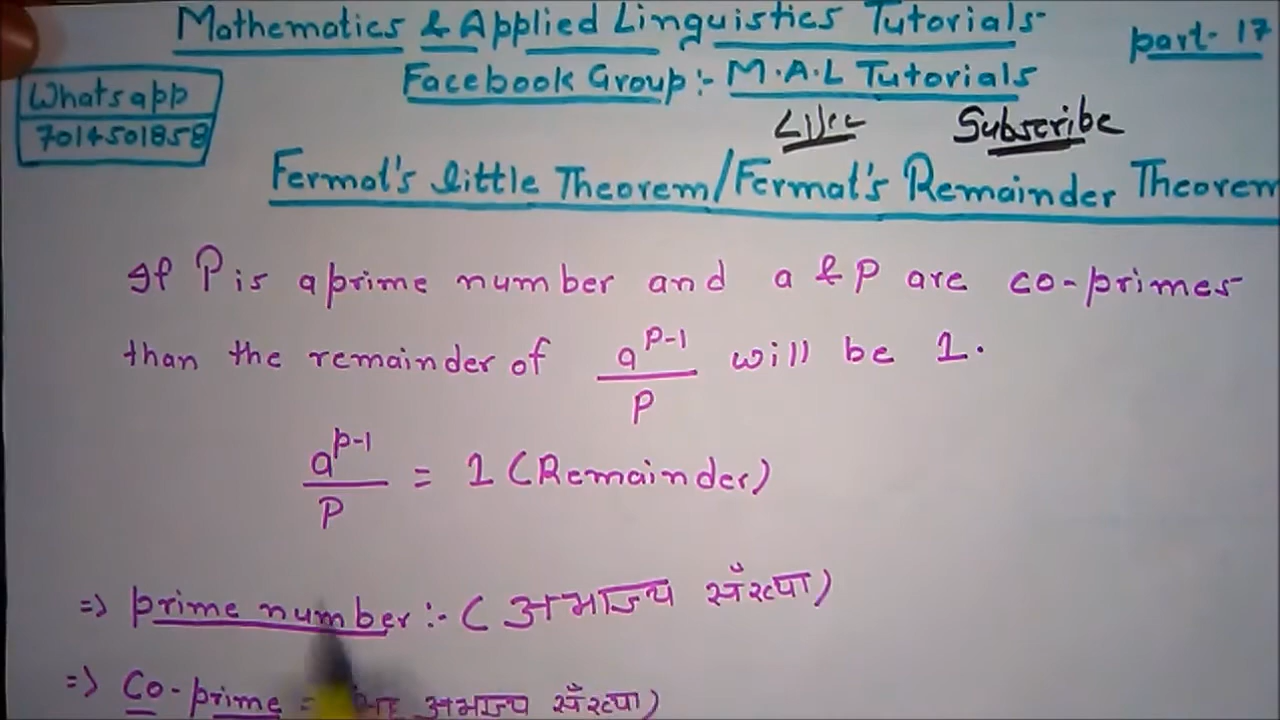 Mathematics & Applied Linguistics Tutorials
part-17
Facebook Group:- M.A.L Tutorials
Whatsapp
7014501858
Like Subscribe
Fermat's little Theorem/Fermat's Remainder Theorem
If P is a prime number and a & p are co-primes
than the remainder of a^{p-1}/P will be 1.
a^{p-1}/P = 1 (Remainder)
=> prime number:- (अभाज्य सँख्या)
=> Co-prime = अभाज्य सँख्या)